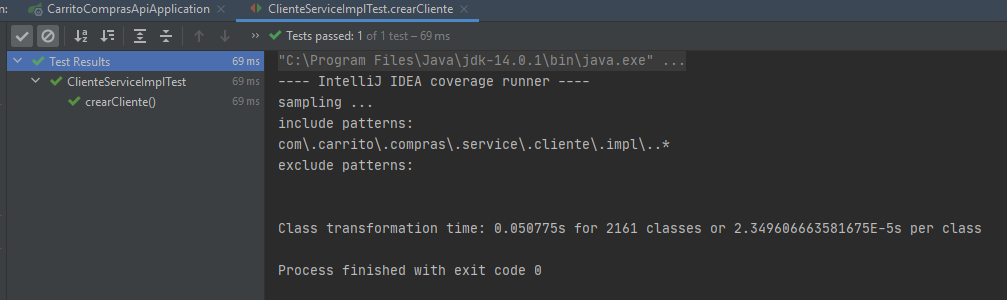 n: CarritoComprasApiApplication × ClienteServiceImplTest.crearCliente ×
» Tests passed: 1 of 1 test – 69 ms
Test Results 69 ms
ClienteServiceImplTest 69 ms
crearCliente() 69 ms
"C:\Program Files\Java\jdk-14.0.1\bin\java.exe" ...
---- IntelliJ IDEA coverage runner ----
sampling ...
include patterns:
com\.carrito\.compras\.service\.cliente\.impl\..*
exclude patterns:
Class transformation time: 0.050775s for 2161 classes or 2.349606663581675E-5s per class
Process finished with exit code 0